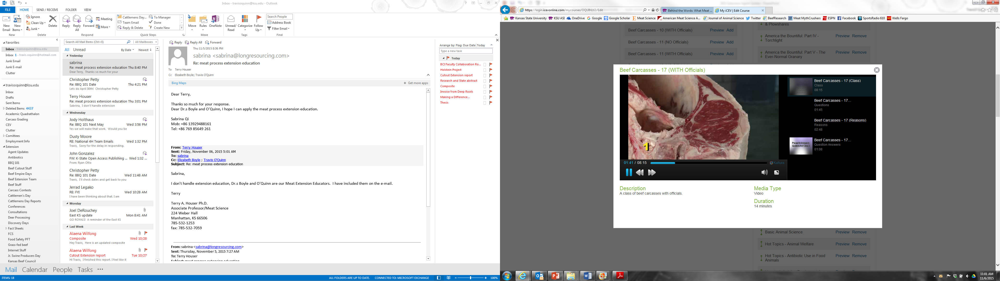 Inbox - travisoquinn@ksu.edu - Outlook
FILE HOME SEND / RECEIVE FOLDER VIEW
New Email
New Items
Ignore
Clean Up
Junk
Delete
Reply
Reply All
Forward
Meeting
More
Cattlemens Day...
Team Email
Reply & Delete
To Manager
Done
Create New
Move
Rules
OneNote
Unread/ Read
Categorize
Follow Up
Search People
Address Book
Filter Email
New
Delete
Respond
Quick Steps
Move
Tags
Find
Favorites
Inbox - travisoquinn@ksu.edu
Inbox 1 - travis.oquinn@hotmail.com
Junk Email
Junk E-mail
Clutter
travisoquinn@ksu.edu
Inbox
Drafts
Sent Items
Deleted Items 4437
Academic Quadrathalon
Carcass Grading
CEV
Clutter
Comittees
Employment Info
Extension
Agent Updates
Antibiotics
BBQ 101
Beef Cutout Stuff
Beef Empire Days
Beef Extension Team
Beef Stuff
Carcass Contests
Cattlemen's Day
Cattlemens Day Reports
Conferences
Consultations
Deer Processing
Discovery Days
Fact Sheets
FCS
Food Safety PFT
Grass-fed beef
Internet Stuff
Jr. Swine Producers Day
Kansas Beef Council
Search All Mail Items (Ctrl+E)
All Mailboxes
All Unread
By Date Newest
Yesterday
sabrina
Re: meat process extension education Thu 8:40 PM
Dear Terry, Thanks so much for your
Christopher Petty
Re: BBQ 101 Date Thu 4:21 PM
Lets do April 30th! Christopher Petty
Terry Houser
Re: meat process extension education Thu 3:01 PM
Sabrina, I don't handle extension
Wednesday
Jody Holthaus
Re: BBQ 101 Next May Wed 3:56 PM
Yes we will make that work. Would you be
Dusty Moore
RE: National 4H Team Emails Wed 1:32 PM
Travis, Sorry for the delay in responding.
John Gonzalez
FW: K-State Open Access Publishing ... Wed 1:32 ...
From: Ryan Otto
Christopher Petty
Re: BBQ 101 Date Wed 11:48 AM
Travis, I'll check dates and get back to you
Jerrad Legako
RE: FYI Wed 10:28 AM
I have been thinking about that. I am
Monday
Joel DeRouchey
East KS update Mon 8:41 AM
GO ROYALS! A reminder of the East KS
Last Week
Alaena Wilfong
Composite Wed 10/28
Hey Travis, Here is an updated composite
Alaena Wilfong
Cutout Extension report Tue 10/27
Hi Travis, I finished this report. I feel like it
Reply Reply All Forward
Thu 11/5/2015 8:36 PM
sabrina <sabrina@longresourcing.com>
Re: meat process extension education
To Terry Houser
Cc Elizabeth Boyle; Travis O'Quinn
Bing Maps
+ Get more apps
Dear Terry,
Thanks so much for your response.
Dear Dr.s Boyle and O'Quinn, I hope I can apply the meat process extension education.
Sabrina Qi
Mob: +86 13929488161
Tel: +86 769 85649 261
From: Terry Houser
Sent: Friday, November 06, 2015 5:01 AM
To: sabrina
Cc: Elizabeth Boyle ; Travis O'Quinn
Subject: Re: meat process extension education
Sabrina,
I don't handle extension education, Dr.s Boyle and O'Quinn are our Meat Extension Educators. I have included them on the e-mail.
Terry
Terry A. Houser Ph.D.
Associate Professor/Meat Science
224 Weber Hall
Manhattan, KS 66506
785-532-1253
fax: 785-532-7059
From: sabrina <sabrina@longresourcing.com>
Sent: Thursday, November 5, 2015 7:27 AM
To: Terry Houser
Subject: meat process extension education
Arrange by: Flag: Due Date Today
Type a new task
Today
BCI Faculty Collaboration Ro...
Holstein Project
Cutout Extension report
Research and State abstract
Composite
Invoice from Deep Roots
Making a Difference...
Thesis
Mail Calendar People Tasks ...
ITEMS: 18
ALL FOLDERS ARE UP TO DATE. CONNECTED TO: MICROSOFT EXCHANGE 100%
https://login.icevonline.com/mycourses/OQUIN163/Edit
Behind the Words: What Meat ...
My iCEV | Edit Course
Kansas State University KSU ASI OneDrive Google Google Scholar Meat Science American Meat Science A... Journal of Animal Science Twitter BeefResearch Meat MythCrushers ESPN Facebook SportsRadio 610 Wells Fargo
Beef Carcasses - 10 (WITH Officials) Preview Add
Beef Carcasses - 11 (NO Officials) Preview Add
Beef Carcasses - 11 (WITH Officials) Preview Add
& Plowshares
America the Bountiful: Part IV - Torchlight Preview Remove
America the Bountiful: Part V - The Ever-Normal Granary Preview Remove
Beef Carcasses - 17 (WITH Officials)
1
01:41 / 08:15
Kaltura
Beef Carcasses - 17 (Class)
Class
08:15
Beef Carcasses - 17...
Questions
01:45
Beef Carcasses - 17 (Reasons)
Reasons
02:48
Beef Carcasses - 17...
Question Answers
01:08
Description
A class of beef carcasses with officials.
Media Type
Video
Duration
14 minutes
Basic Animal Science Preview Remove
Hot Topics - Animal Welfare Preview Remove
Hot Topics - Antibiotic Use in Food Animals Preview Remove
11:01 AM
11/6/2015